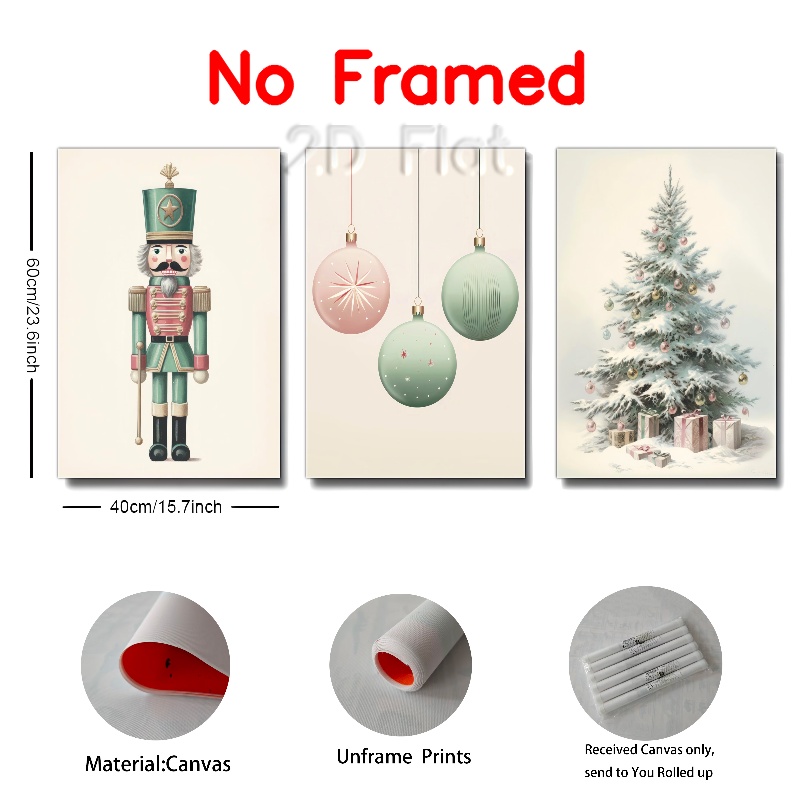 No Framed
2D Flat
60cm/23.6inch
40cm/15.7inch
Material:Canvas
Unframe Prints
Received Canvas only,
send to You Rolled up